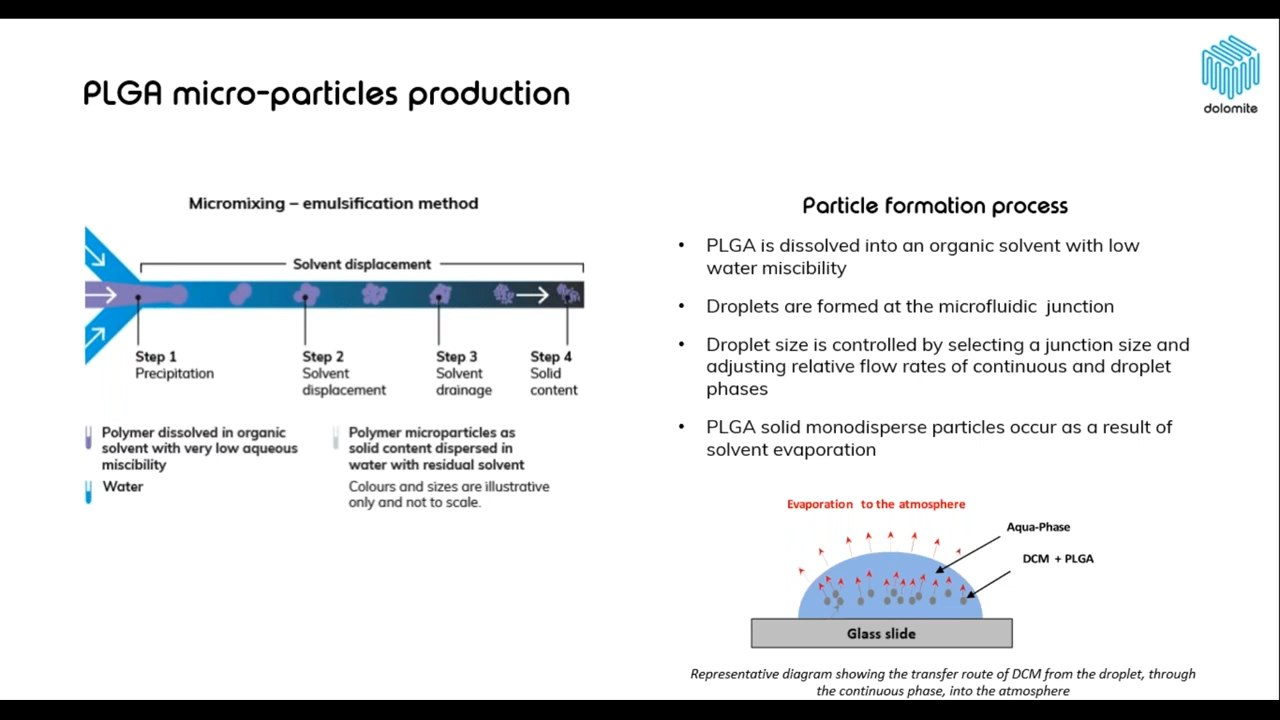 PLGA micro-particles production
dolomite
Micromixing – emulsification method
Solvent displacement
Step 1
Precipitation
Step 2
Solvent
displacement
Step 3
Solvent
drainage
Step 4
Solid
content
Polymer dissolved in organic
solvent with very low aqueous
miscibility
Water
Polymer microparticles as
solid content dispersed in
water with residual solvent
Colours and sizes are illustrative
only and not to scale.
Particle formation process
• PLGA is dissolved into an organic solvent with low
water miscibility
• Droplets are formed at the microfluidic junction
• Droplet size is controlled by selecting a junction size and
adjusting relative flow rates of continuous and droplet
phases
• PLGA solid monodisperse particles occur as a result of
solvent evaporation
Evaporation to the atmosphere
Aqua-Phase
DCM + PLGA
Glass slide
Representative diagram showing the transfer route of DCM from the droplet, through
the continuous phase, into the atmosphere